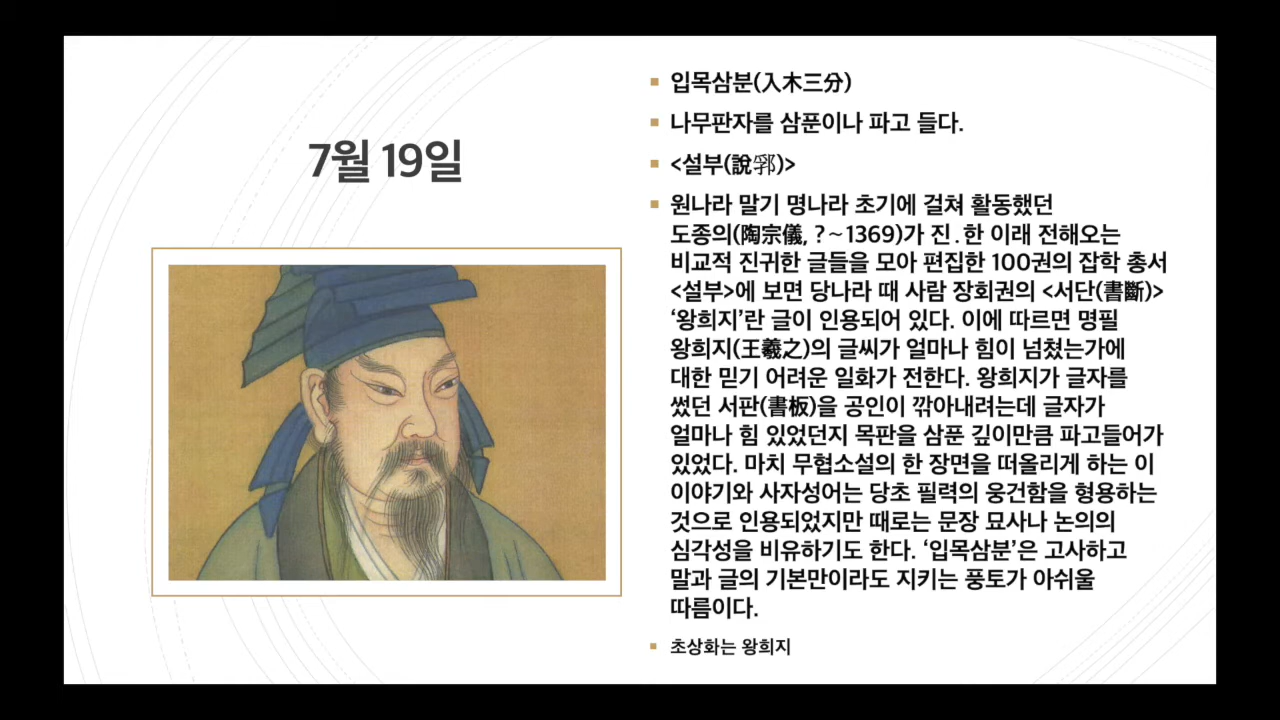 7월 19일
입목삼분(入木三分)
나무판자를 삼푼이나 파고 들다.
<설부(說郛)>
원나라 말기 명나라 초기에 걸쳐 활동했던
도종의(陶宗儀, ?~1369)가 진.한 이래 전해오는
비교적 진귀한 글들을 모아 편집한 100권의 잡학 총서
<설부>에 보면 당나라 때 사람 장회권의 <서단(書斷)>
‘왕희지’란 글이 인용되어 있다. 이에 따르면 명필
왕희지(王羲之)의 글씨가 얼마나 힘이 넘쳤는가에
대한 믿기 어려운 일화가 전한다. 왕희지가 글자를
썼던 서판(書板)을 공인이 깎아내려는데 글자가
얼마나 힘 있었던지 목판을 삼푼 깊이만큼 파고들어가
있었다. 마치 무협소설의 한 장면을 떠올리게 하는 이
이야기와 사자성어는 당초 필력의 웅건함을 형용하는
것으로 인용되었지만 때로는 문장 묘사나 논의의
심각성을 비유하기도 한다. ‘입목삼분’은 고사하고
말과 글의 기본만이라도 지키는 풍토가 아쉬울
따름이다.
초상화는 왕희지